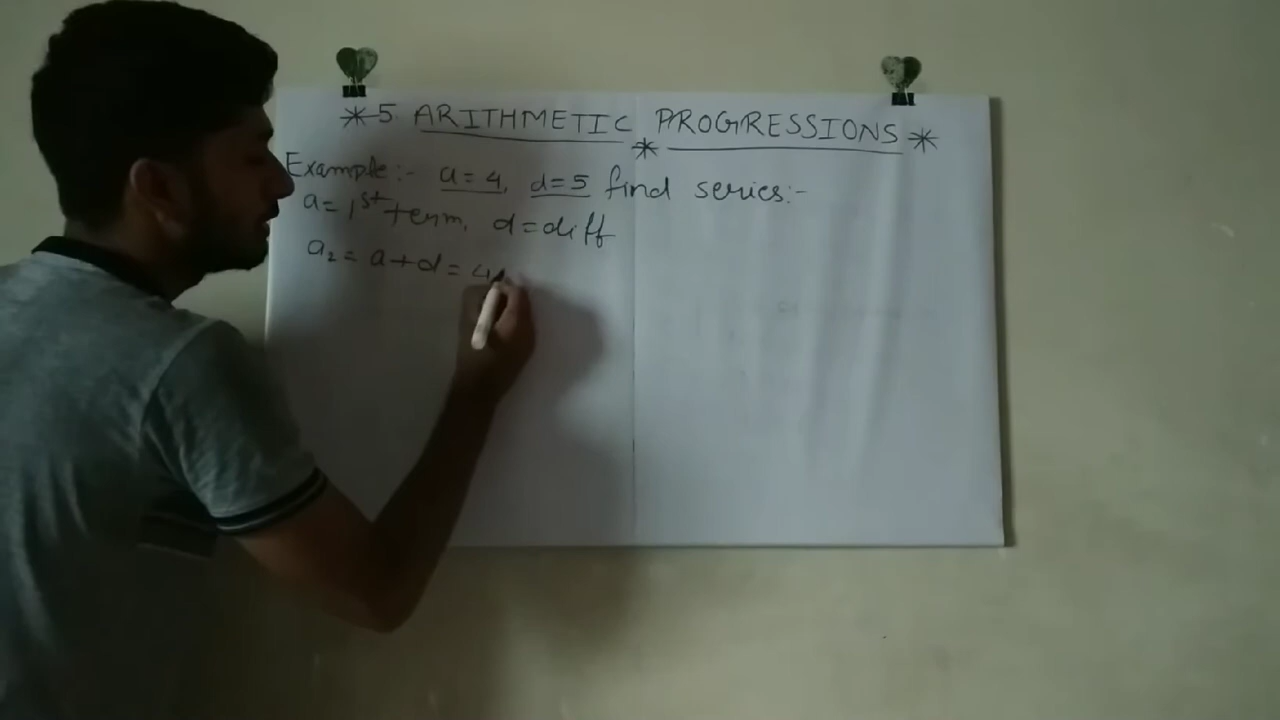 *5 ARITHMETIC PROGRESSIONS*
*
Example:- a=4, d=5 find series:-
a=1st term, d=diff
a₂=a+d=4